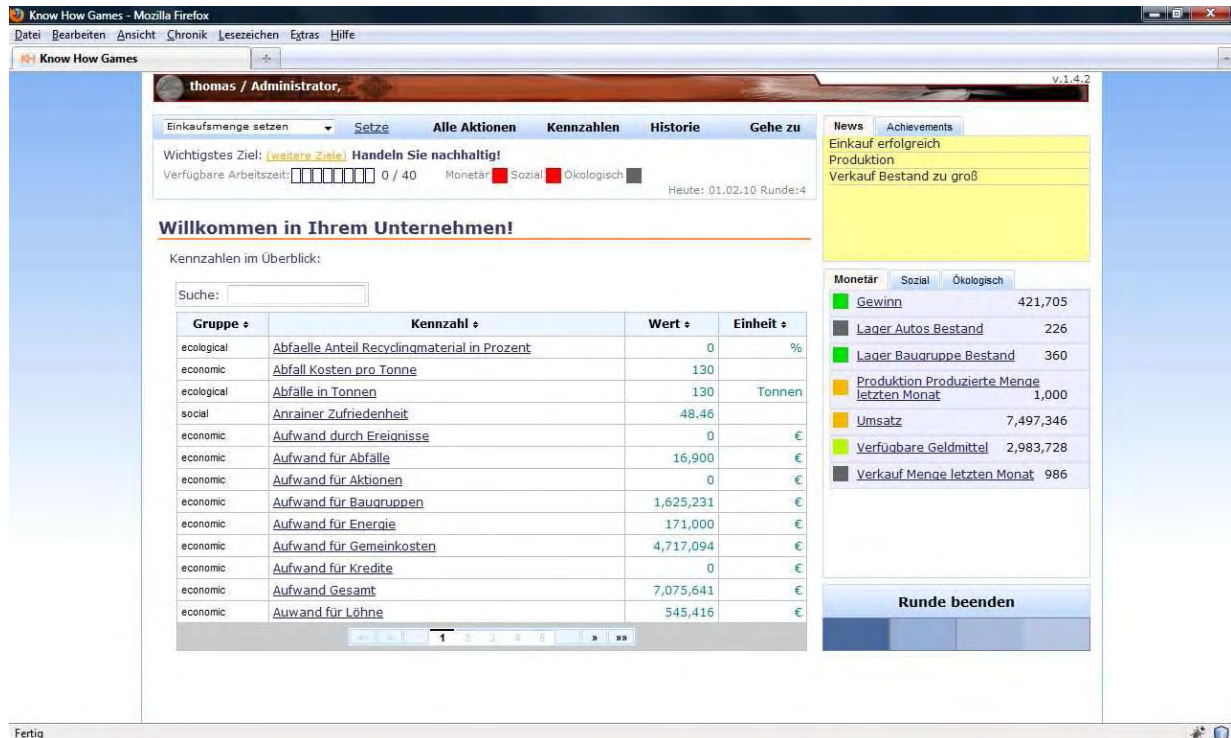 Know How Games - Mozilla Firefox
Datei Bearbeiten Ansicht Chronik Lesezeichen Extras Hilfe
KH Know How Games
thomas / Administrator,
v.1.4.2
Einkaufsmenge setzen Setze Alle Aktionen Kennzahlen Historie Gehe zu
Wichtigstes Ziel: (weitere Ziele) Handeln Sie nachhaltig!
Verfügbare Arbeitszeit: 0 / 40 Monetär Sozial Ökologisch
Heute: 01.02.10 Runde:4
News Achievements
Einkauf erfolgreich
Produktion
Verkauf Bestand zu groß
Willkommen in Ihrem Unternehmen!
Kennzahlen im Überblick:
Suche:
Gruppe Kennzahl Wert Einheit
ecological Abfaelle Anteil Recyclingmaterial in Prozent 0 %
economic Abfall Kosten pro Tonne 130
ecological Abfälle in Tonnen 130 Tonnen
social Anrainer Zufriedenheit 48.46
economic Aufwand durch Ereignisse 0 €
economic Aufwand für Abfälle 16,900 €
economic Aufwand für Aktionen 0 €
economic Aufwand für Baugruppen 1,625,231 €
economic Aufwand für Energie 171,000 €
economic Aufwand für Gemeinkosten 4,717,094 €
economic Aufwand für Kredite 0 €
economic Aufwand Gesamt 7,075,641 €
economic Auwand für Löhne 545,416 €
«« « 1 2 3 4 5 » »»
Monetär Sozial Ökologisch
Gewinn 421,705
Lager Autos Bestand 226
Lager Baugruppe Bestand 360
Produktion Produzierte Menge
letzten Monat 1,000
Umsatz 7,497,346
Verfügbare Geldmittel 2,983,728
Verkauf Menge letzten Monat 986
Runde beenden
Fertig